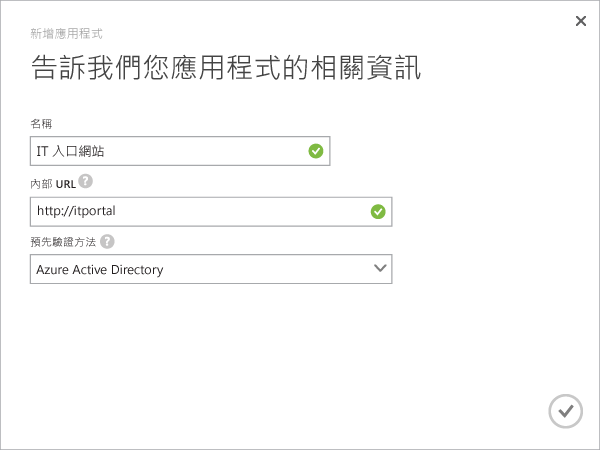 新增應用程式
告訴我們您應用程式的相關資訊
名稱
IT 入口網站
內部 URL ?
http://itportal
預先驗證方法 ?
Azure Active Directory